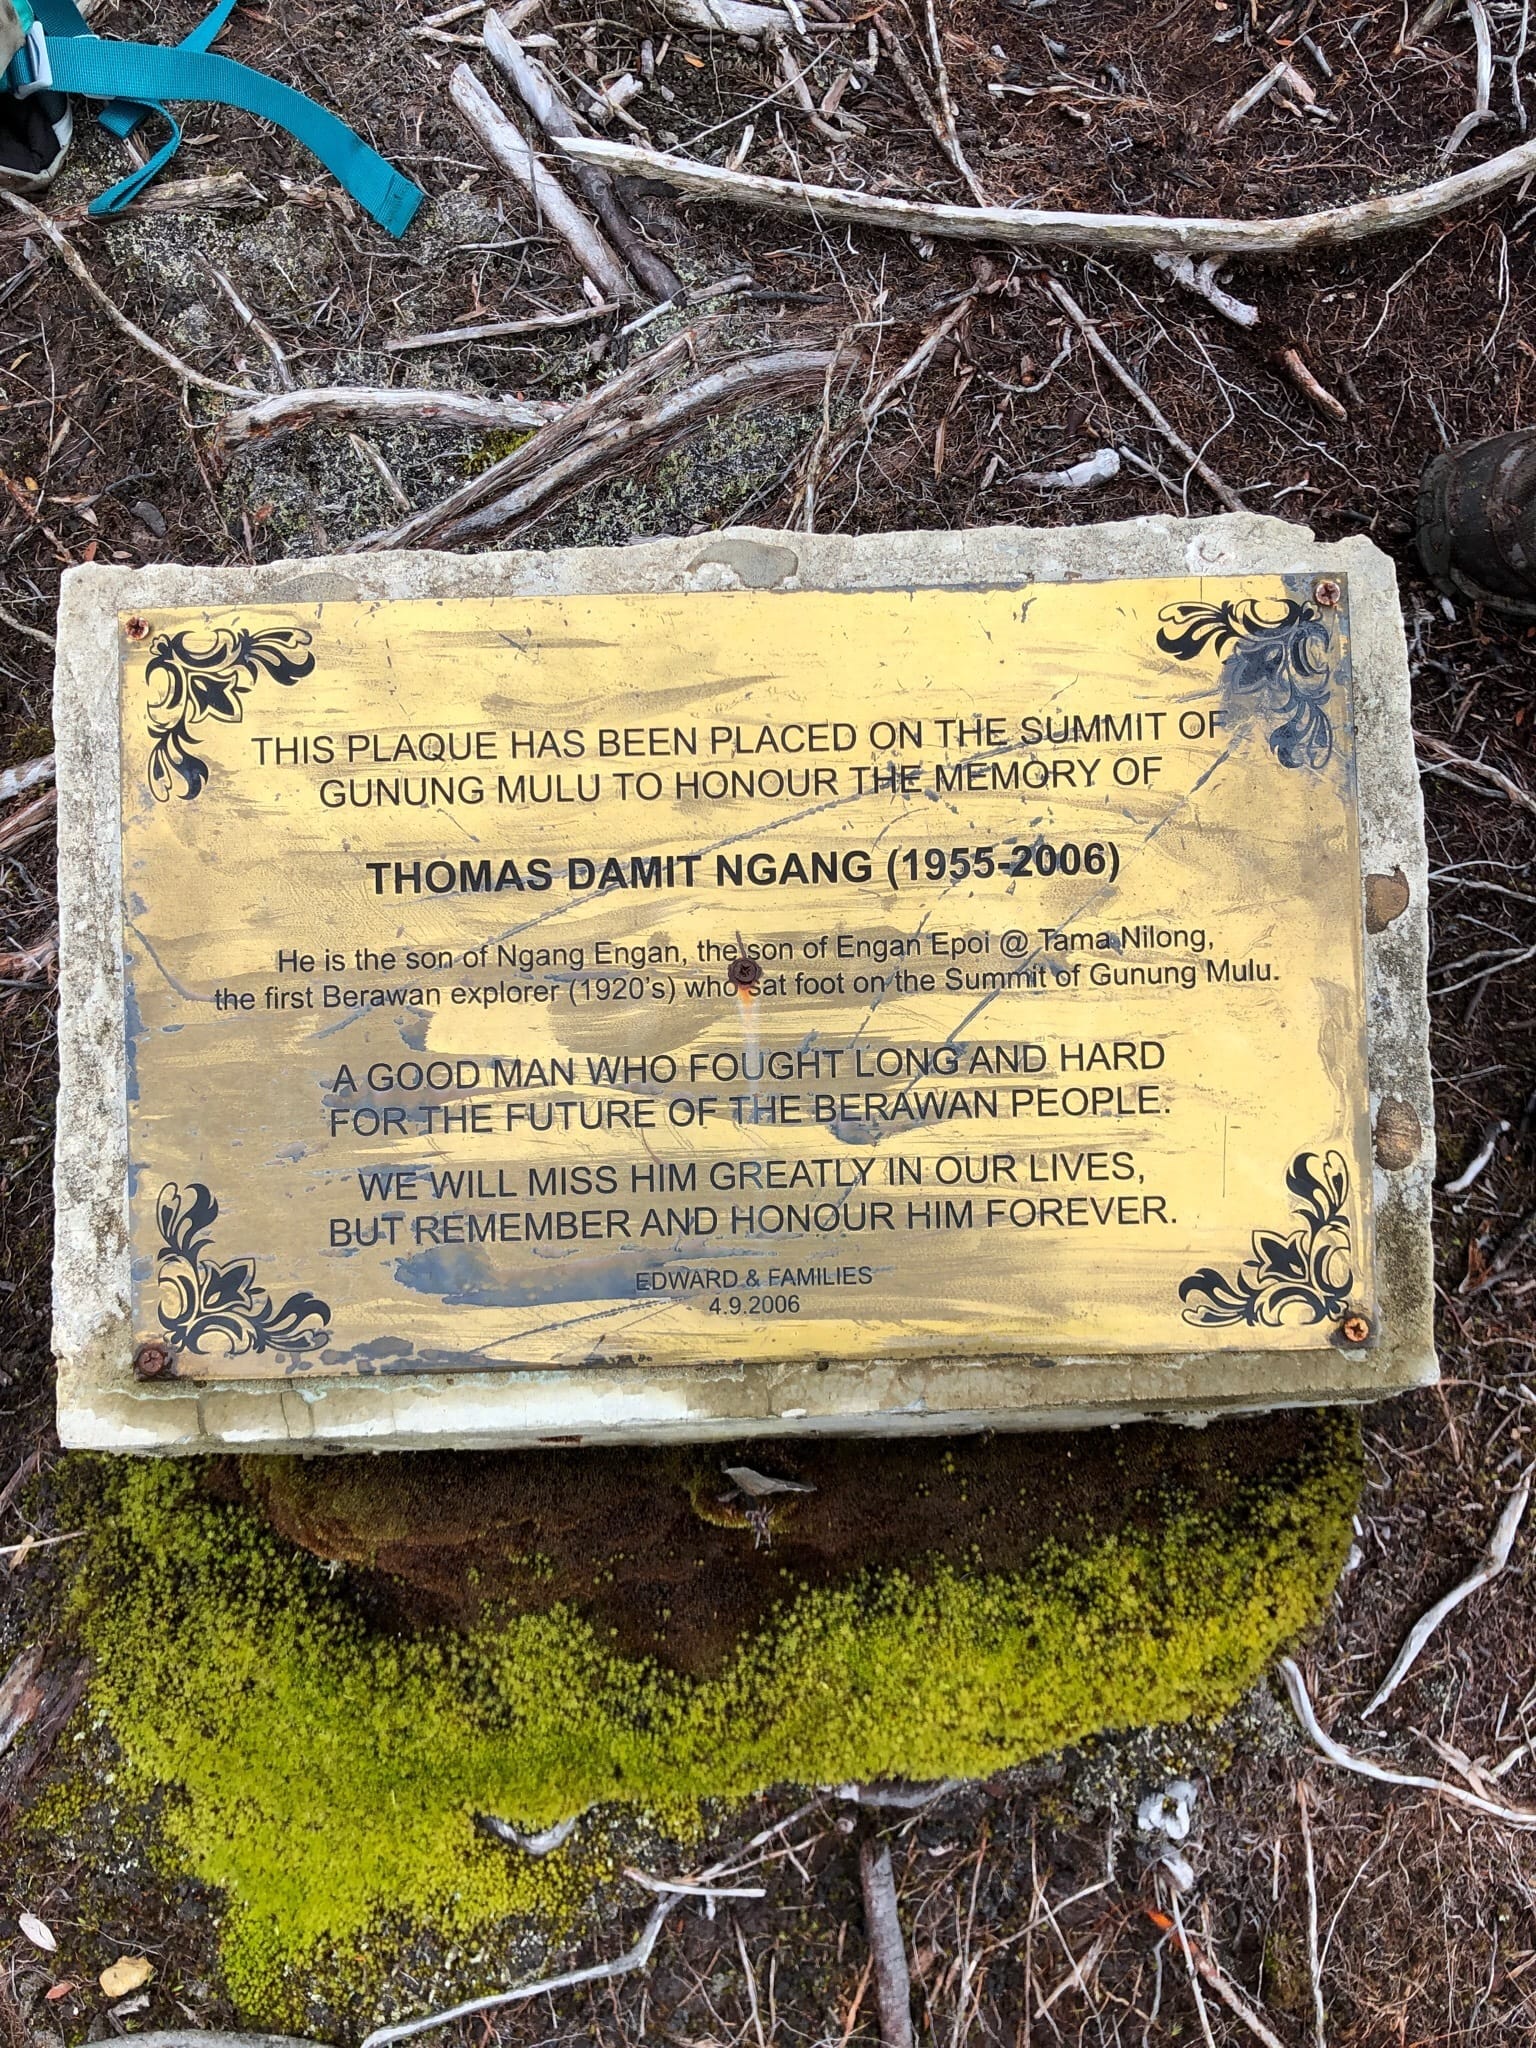 THIS PLAQUE HAS BEEN PLACED ON THE SUMMIT OF
GUNUNG MULU TO HONOUR THE MEMORY OF
THOMAS DAMIT NGANG (1955-2006)
He is the son of Ngang Engan, the son of Engan Epoi @ Tama Nilong,
the first Berawan explorer (1920's) who sat foot on the Summit of Gunung Mulu.
A GOOD MAN WHO FOUGHT LONG AND HARD
FOR THE FUTURE OF THE BERAWAN PEOPLE.
WE WILL MISS HIM GREATLY IN OUR LIVES,
BUT REMEMBER AND HONOUR HIM FOREVER.
EDWARD & FAMILIES
4.9.2006